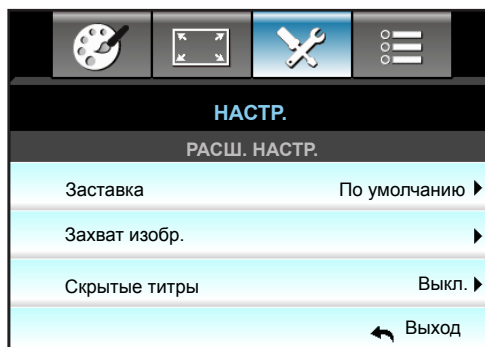 НАСТР.
РАСШ. НАСТР.
Заставка По умолчанию
Захват изобр.
Скрытые титры Выкл.
Выход